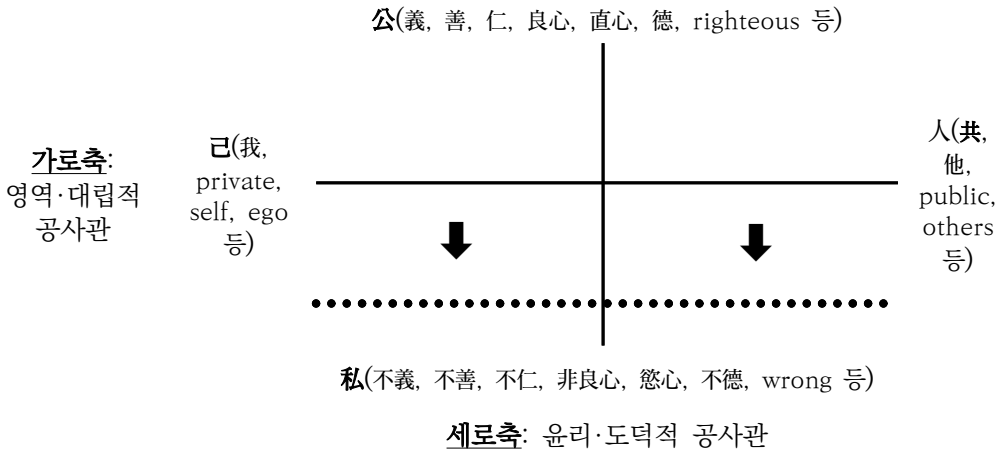 公(義, 善, 仁, 良心, 直心, 德, righteous 등)
가로축:
영역·대립적
공사관
己(我,
private,
self, ego
등)
人(共,
他,
public,
others
등)
私(不義, 不善, 不仁, 非良心, 慾心, 不德, wrong 등)
세로축: 윤리·도덕적 공사관